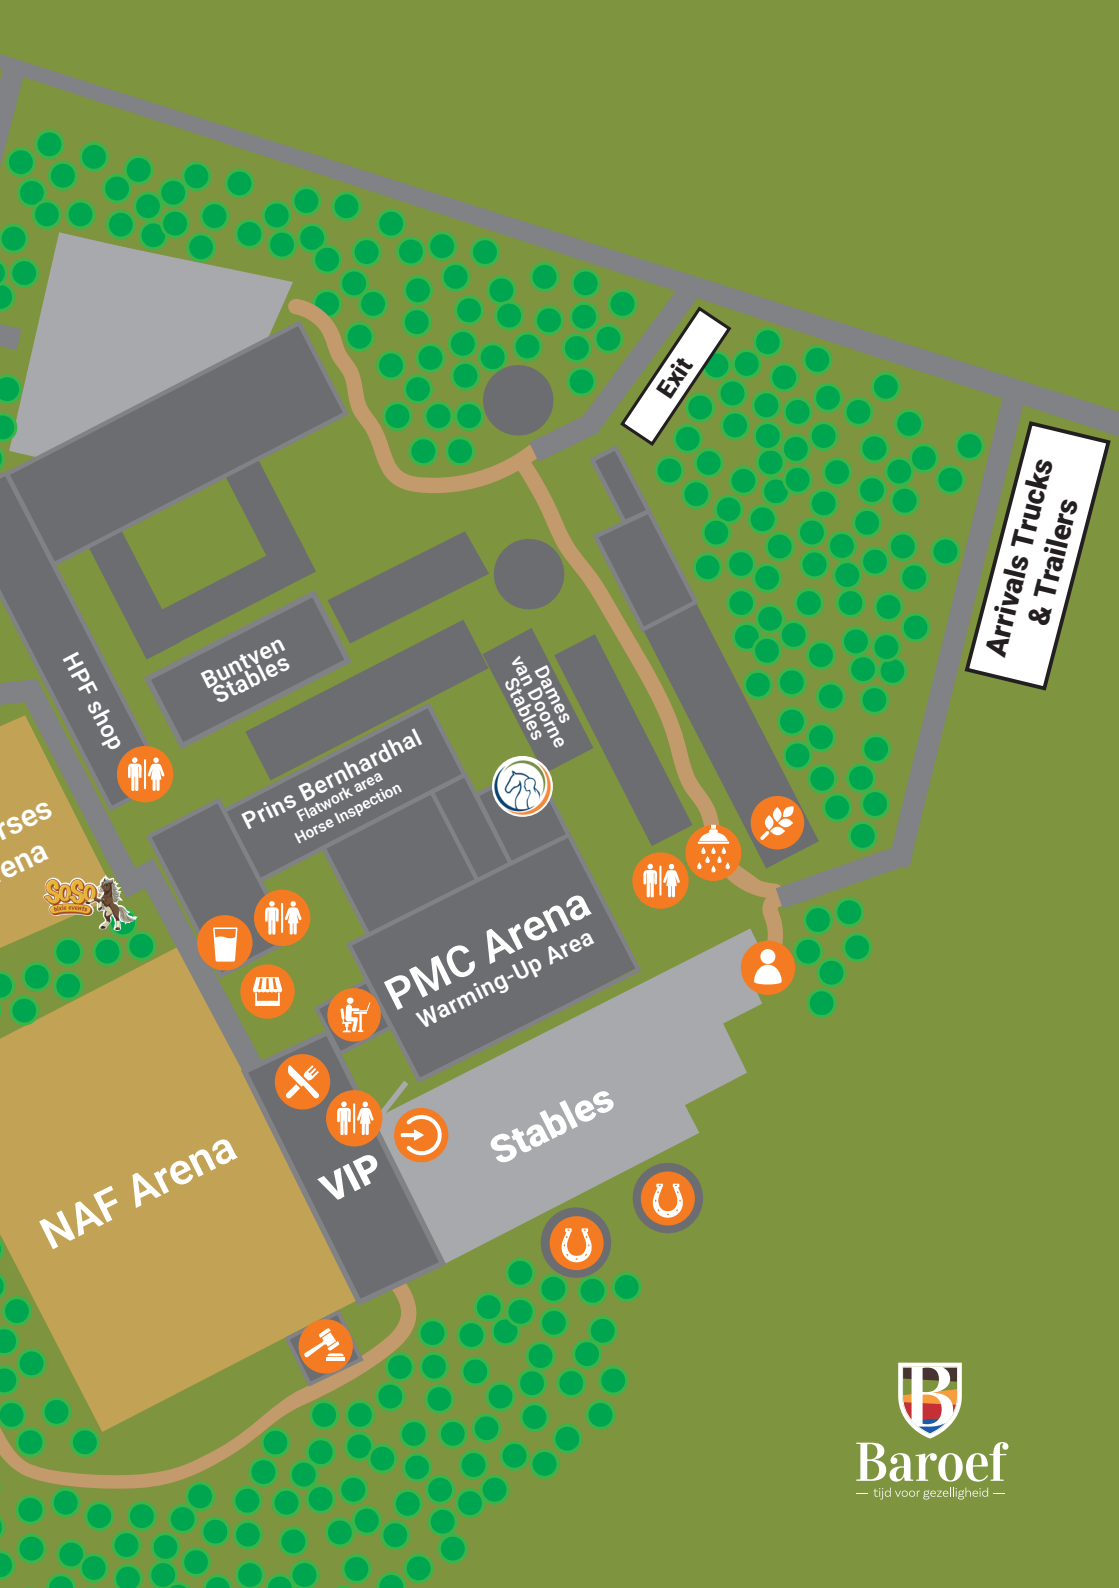 Exit
Arrivals Trucks
& Trailers
HPF shop
Buntven
Stables
Dames
van Doorne
Stables
Prins Bernhardhal
Flatwork area
Horse Inspection
rses
ena
SoSo
PMC Arena
Warming-Up Area
Stables
VIP
NAF Arena
B
Baroef
— tijd voor gezelligheid —